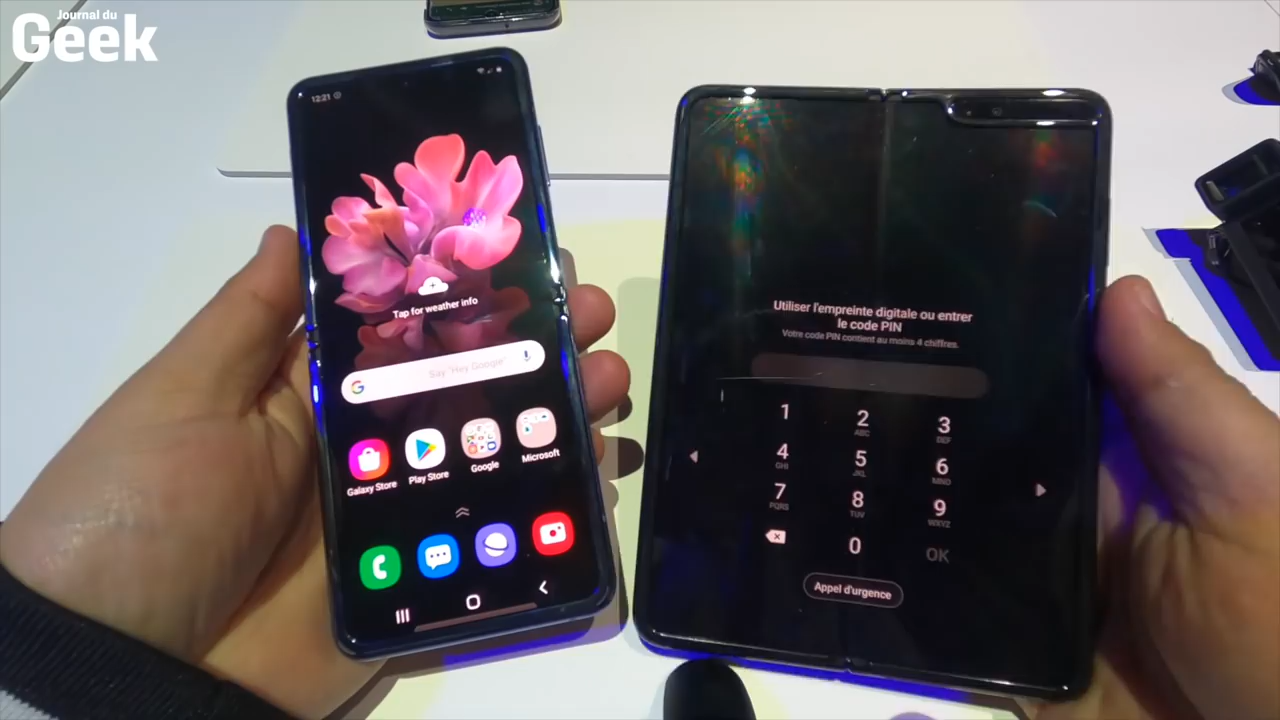 Journal du
Geek
12:21
Tap for weather info
Say "Hey Google"
Galaxy Store
Play Store
Google
Microsoft
Utiliser l'empreinte digitale ou entrer
le code PIN
Votre code PIN contient au moins 4 chiffres.
1 2 3
ABC DEF
4 5 6
GHI JKL MNO
7 8 9
PQRS TUV WXYZ
0 OK
Appel d'urgence